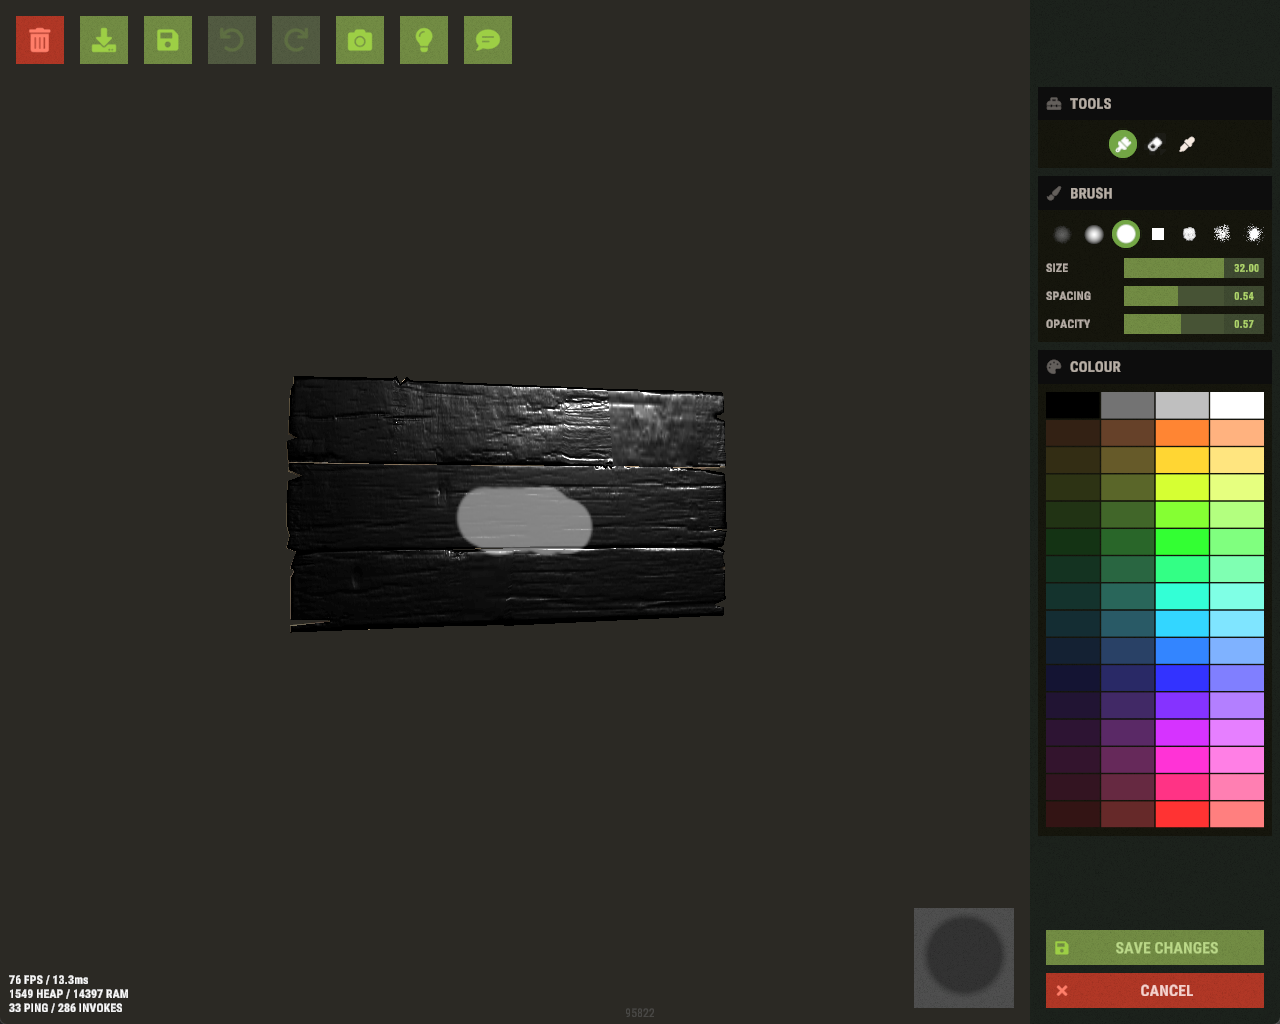 TOOLS
BRUSH
SIZE 32.00
SPACING 0.54
OPACITY 0.57
COLOUR
SAVE CHANGES
CANCEL
76 FPS / 13.3ms
1549 HEAP / 14397 RAM
33 PING / 286 INVOKES
95822